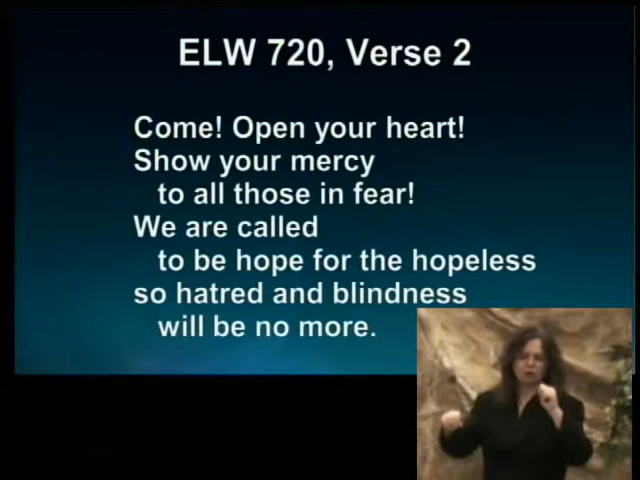 ELW 720, Verse 2
Come! Open your heart!
Show your mercy
to all those in fear!
We are called
to be hope for the hopeless
so hatred and blindness
will be no more.